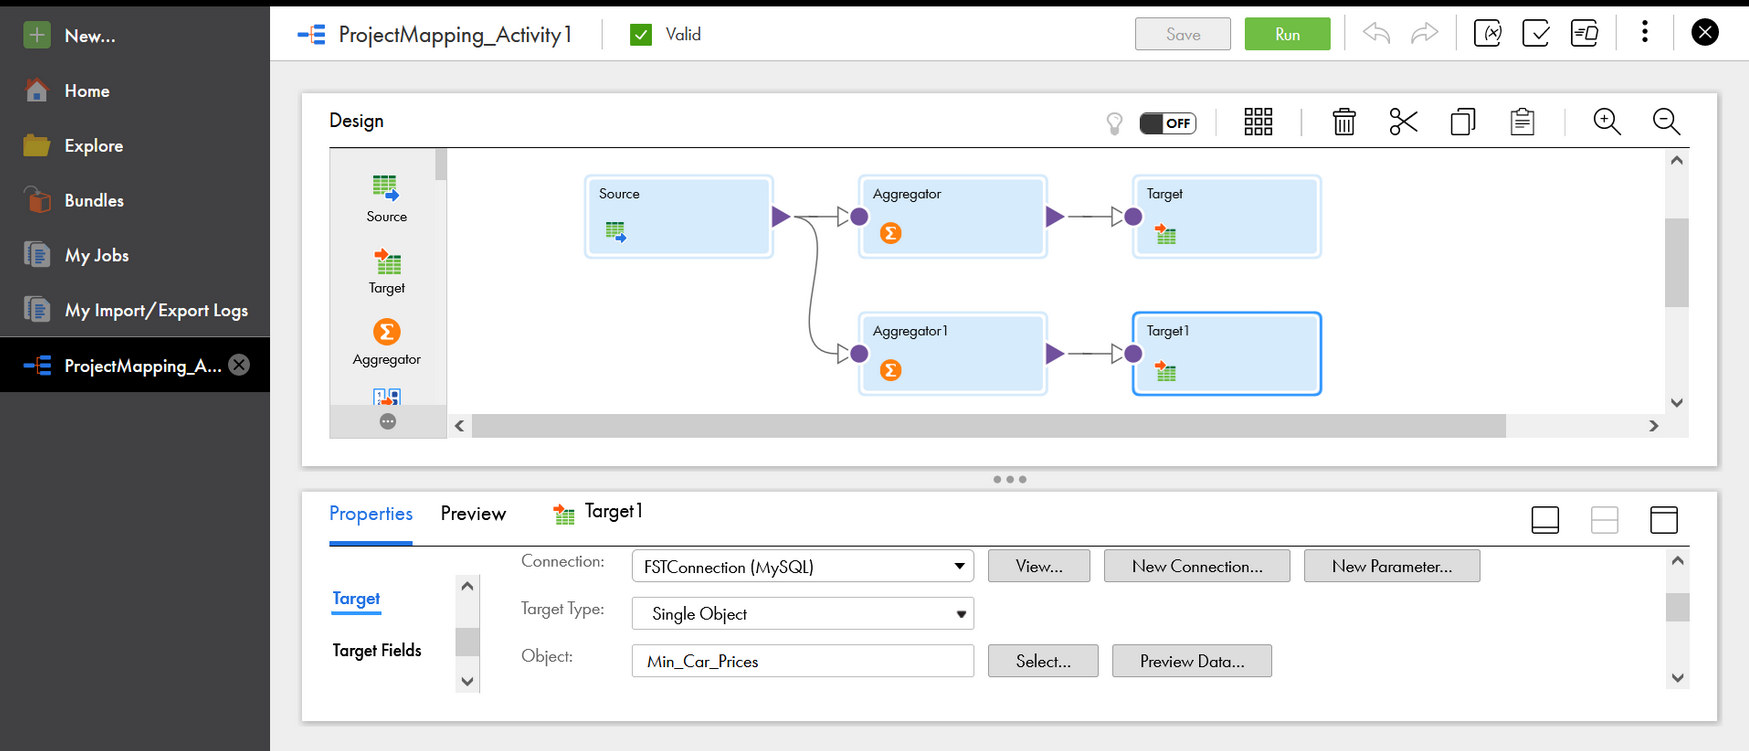 New...
Home
Explore
Bundles
My Jobs
My Import/Export Logs
ProjectMapping_A...
ProjectMapping_Activity1
Valid
Save
Run
Design
OFF
Source
Target
Aggregator
Source
Aggregator
Target
Aggregator1
Target1
Properties
Preview
Target1
Target
Target Fields
Connection:
FSTConnection (MySQL)
View...
New Connection...
New Parameter...
Target Type:
Single Object
Object:
Min_Car_Prices
Select...
Preview Data...